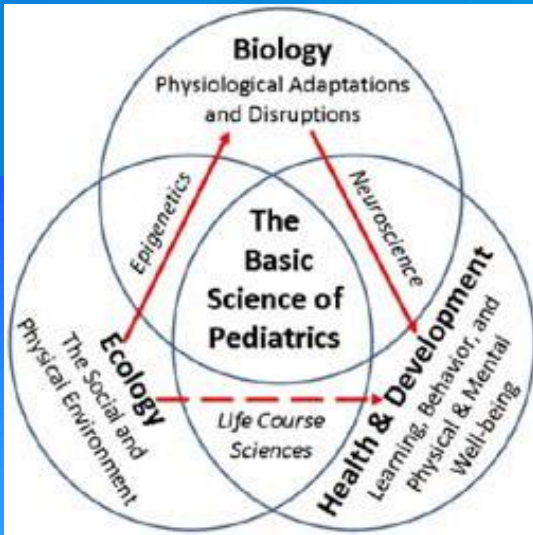 Biology
Physiological Adaptations
and Disruptions
Epigenetics
Neuroscience
The
Basic
Science of
Pediatrics
Ecology
The Social and
Physical Environment
Life Course
Sciences
Health & Development
Learning, Behavior, and
Physical & Mental
Well-being